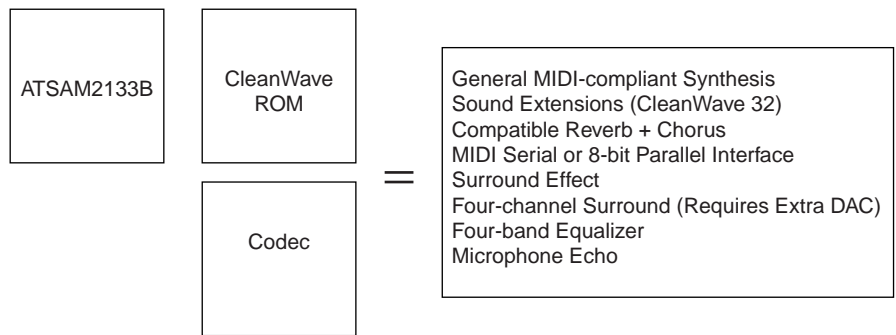 ATSAM2133B
CleanWave
ROM
Codec
=
General MIDI-compliant Synthesis
Sound Extensions (CleanWave 32)
Compatible Reverb + Chorus
MIDI Serial or 8-bit Parallel Interface
Surround Effect
Four-channel Surround (Requires Extra DAC)
Four-band Equalizer
Microphone Echo